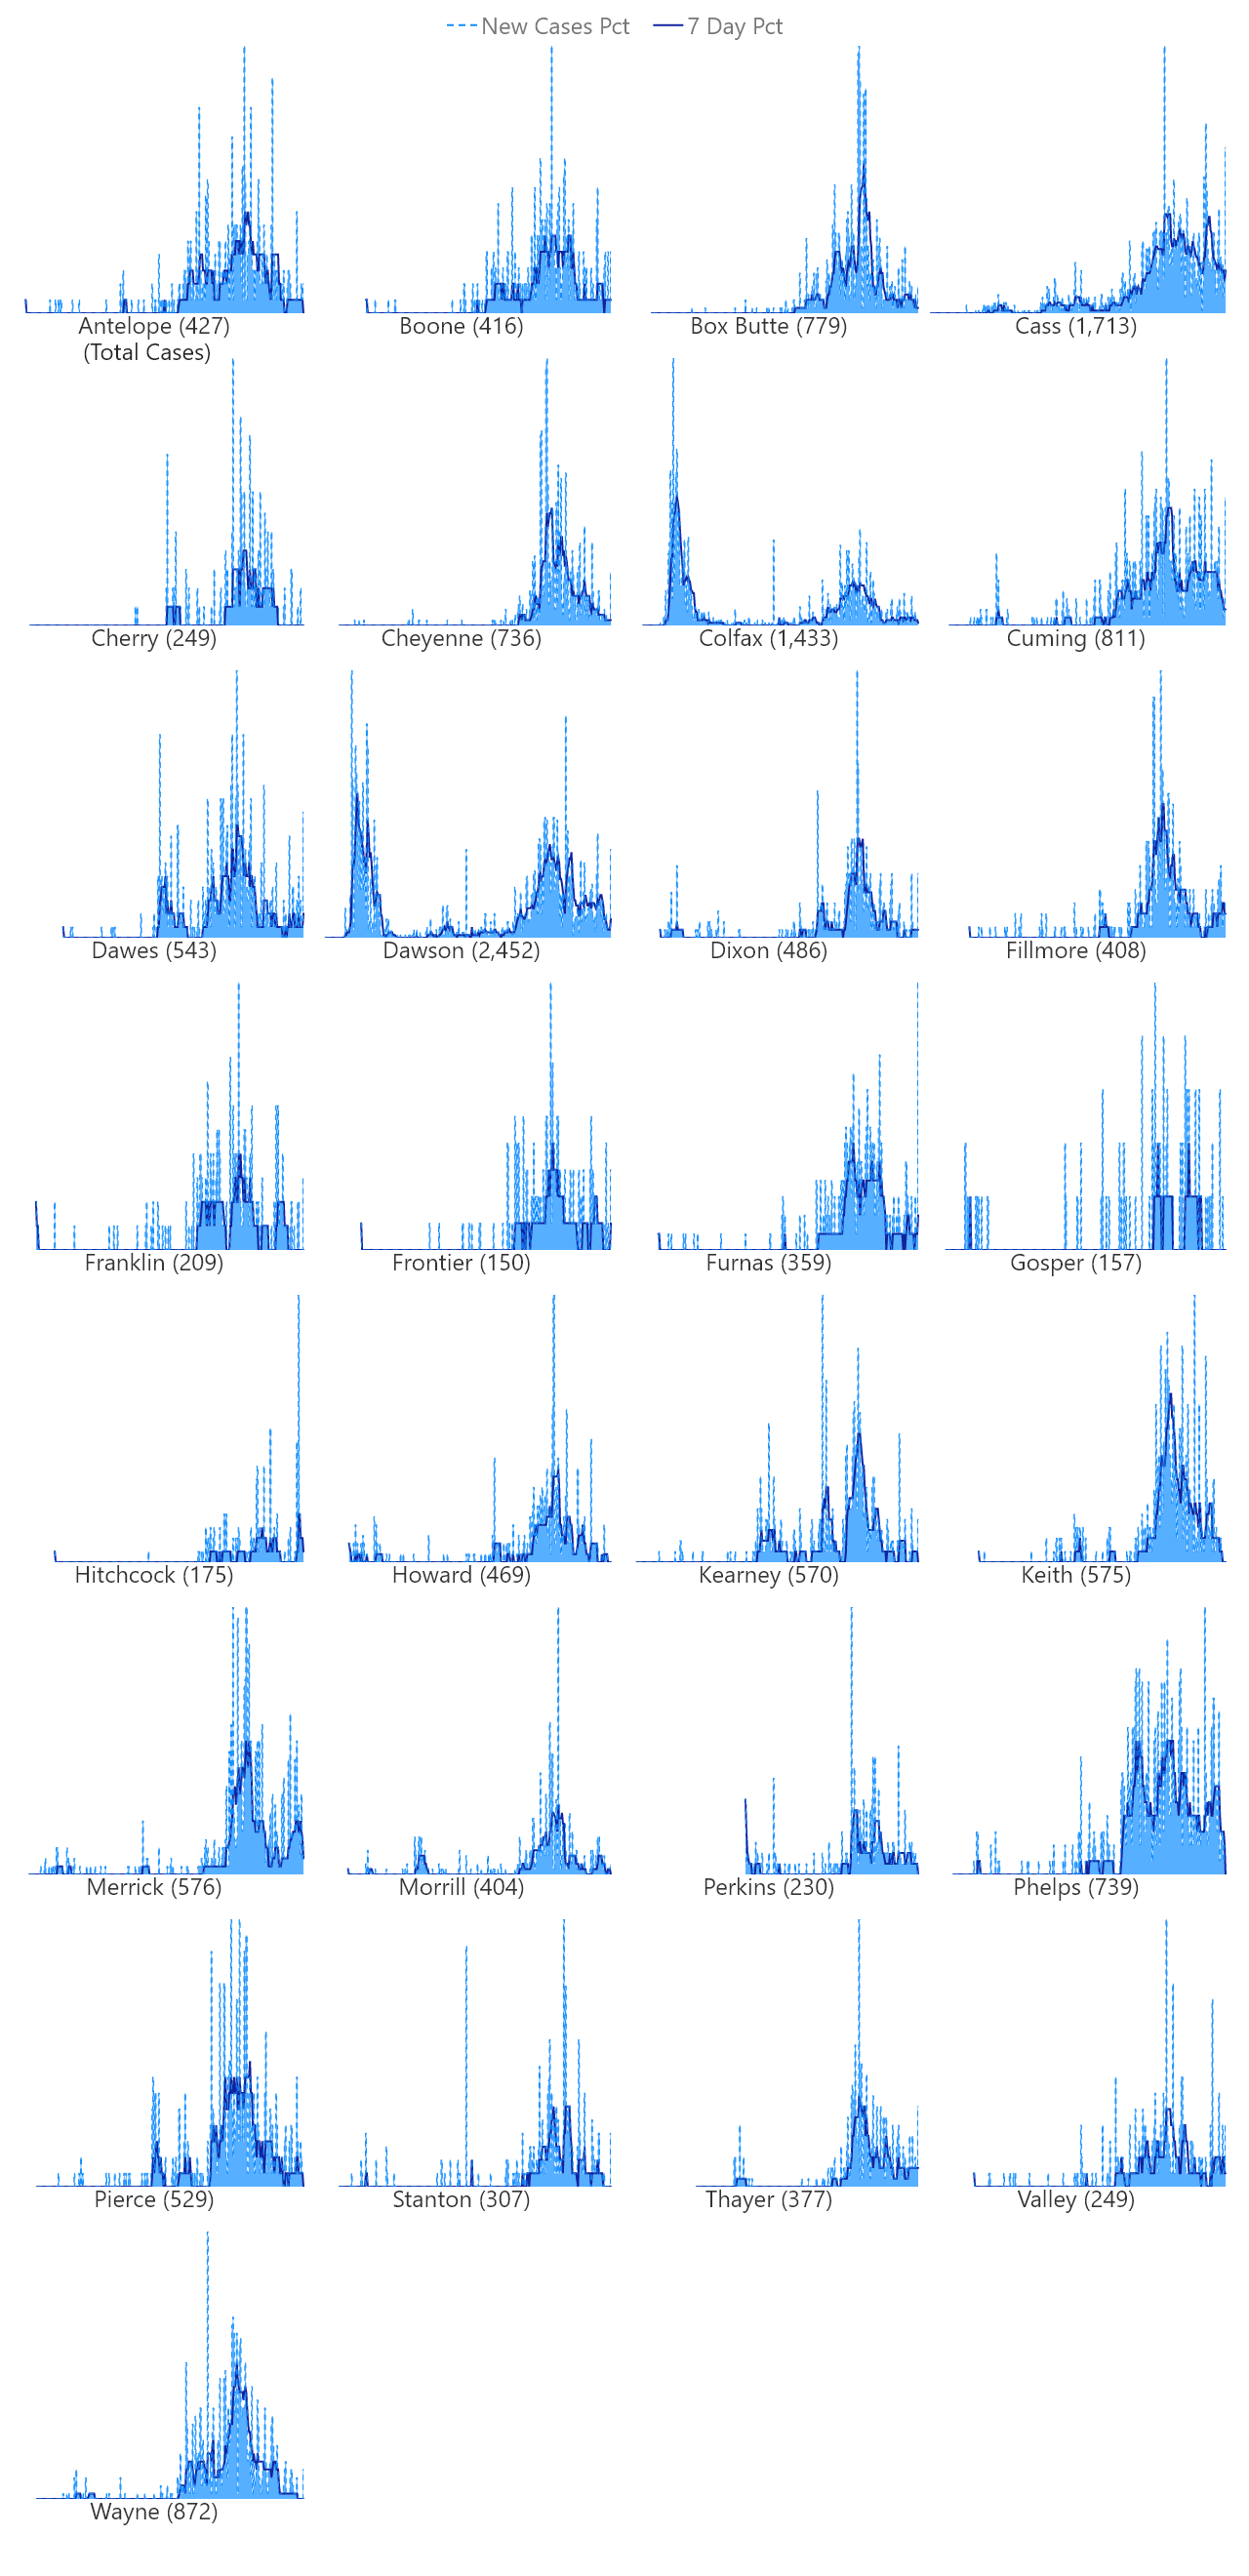 New Cases Pct 7 Day Pct
Antelope (427) Boone (416) Box Butte (779) Cass (1,713)
(Total Cases)
Cherry (249) Cheyenne (736) Colfax (1,433) Cuming (811)
Dawes (543) Dawson (2,452) Dixon (486) Fillmore (408)
Franklin (209) Frontier (150) Furnas (359) Gosper (157)
Hitchcock (175) Howard (469) Kearney (570) Keith (575)
Merrick (576) Morrill (404) Perkins (230) Phelps (739)
Pierce (529) Stanton (307) Thayer (377) Valley (249)
Wayne (872)